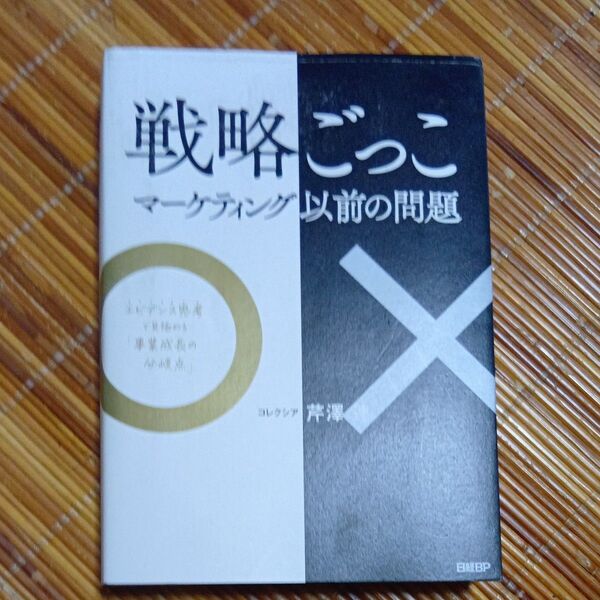 戦略ごっこ
マーケティング以前の問題
エビデンス思考
で見極める
「事業成長の
分岐点」
コレクシア 芹澤 連
日経BP